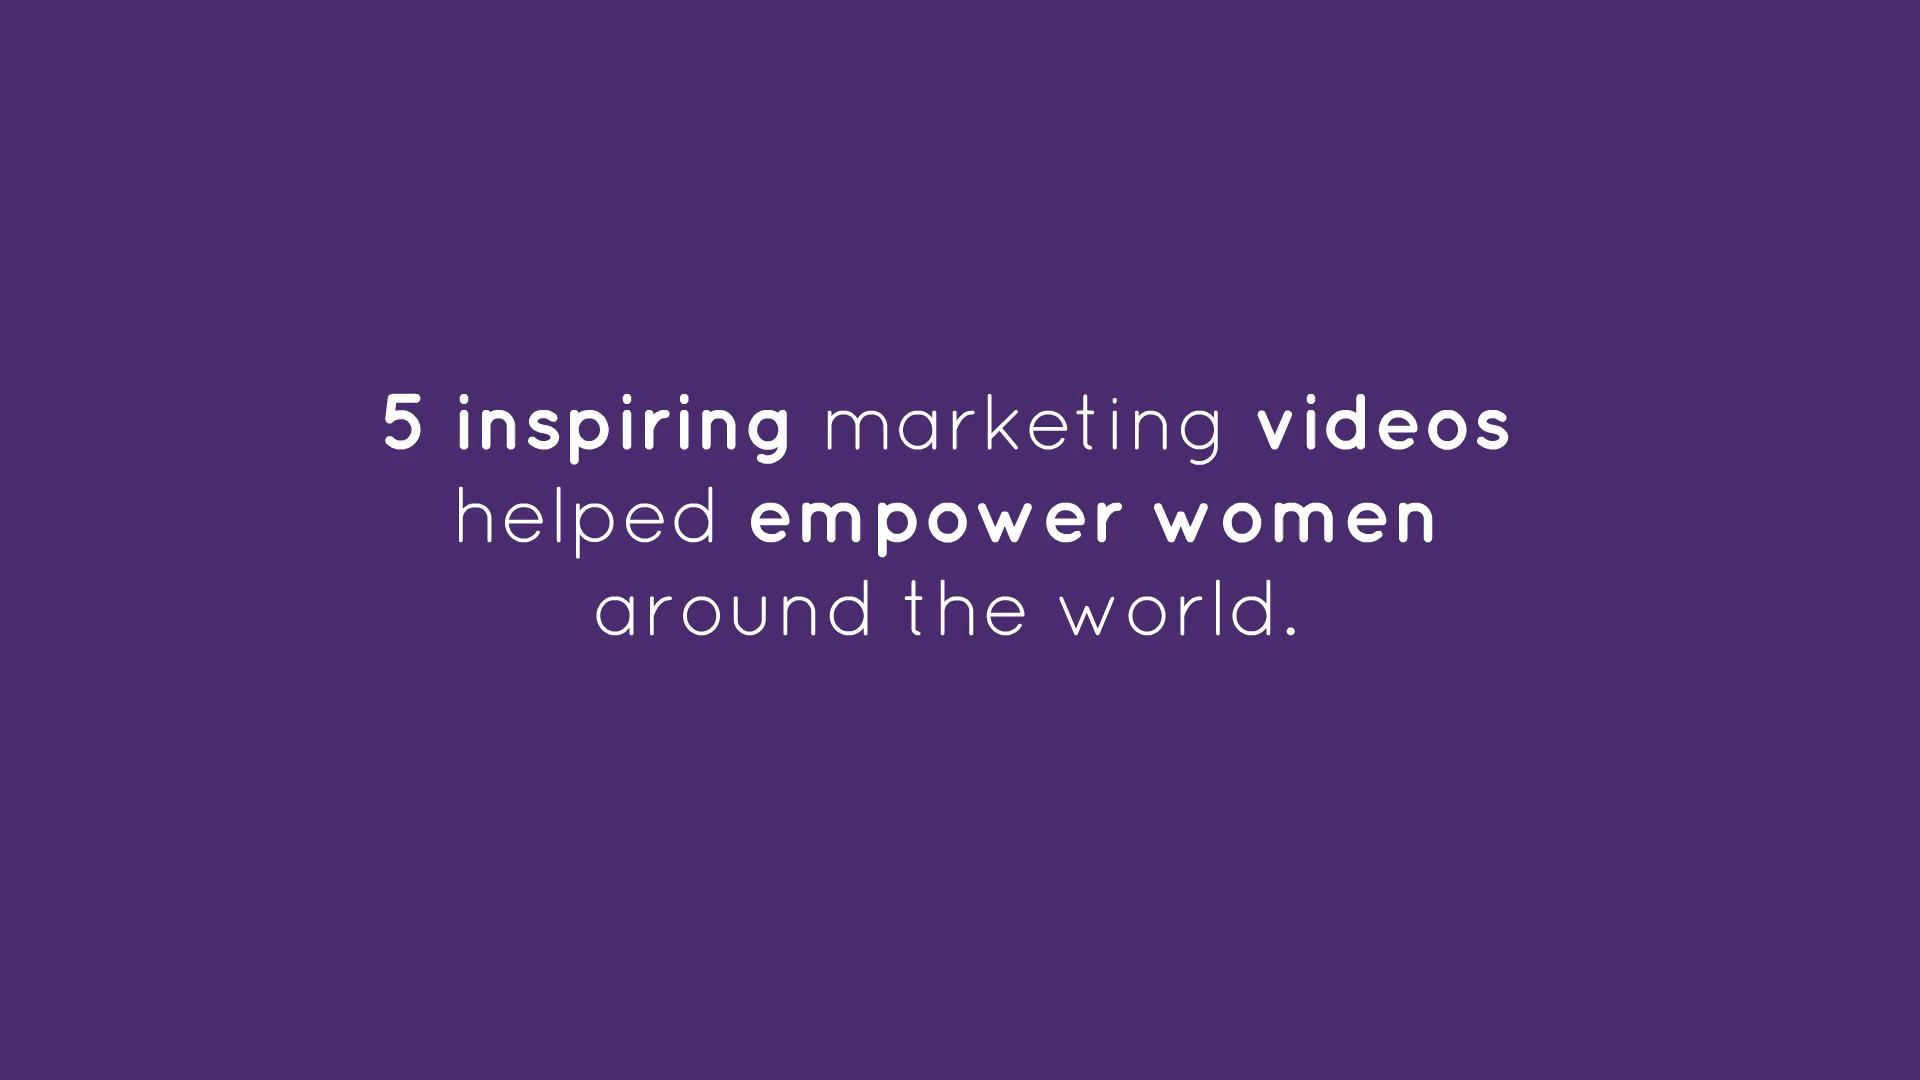 5 inspiring marketing videos
helped empower women
around the world.